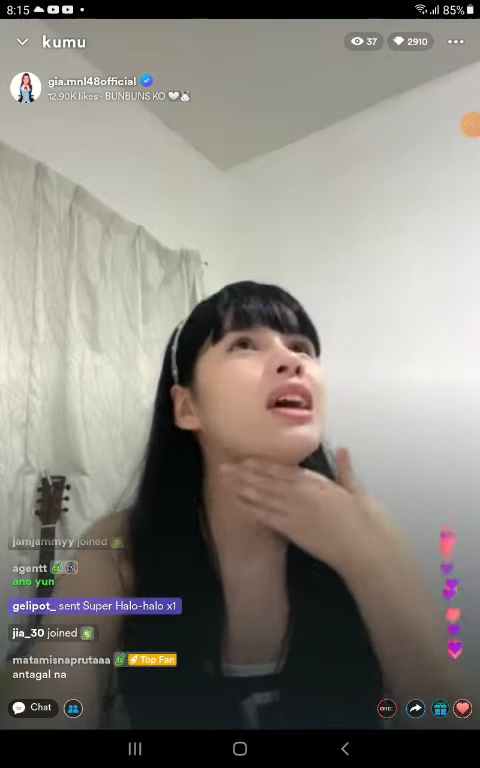 8:15
85%
kumu
37
2910
gia.mnl48official
12.90K likes · BUNBUNS KO
jamjammyy joined
agentt
ano yun
gelipot_ sent Super Halo-halo x1
jia_30 joined
matamisnaprutaaa Top Fan
antagal na
Chat